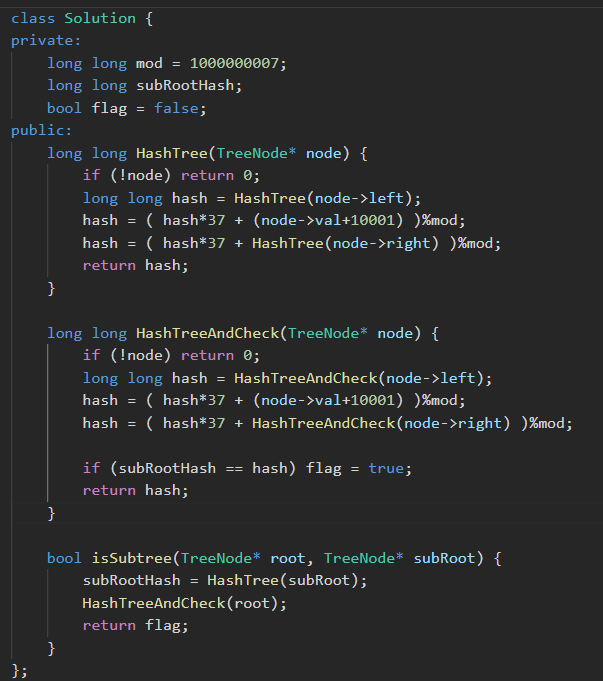 class Solution {
private:
    long long mod = 1000000007;
    long long subRootHash;
    bool flag = false;
public:
    long long HashTree(TreeNode* node) {
        if (!node) return 0;
        long long hash = HashTree(node->left);
        hash = ( hash*37 + (node->val+10001) )%mod;
        hash = ( hash*37 + HashTree(node->right) )%mod;
        return hash;
    }

    long long HashTreeAndCheck(TreeNode* node) {
        if (!node) return 0;
        long long hash = HashTreeAndCheck(node->left);
        hash = ( hash*37 + (node->val+10001) )%mod;
        hash = ( hash*37 + HashTreeAndCheck(node->right) )%mod;

        if (subRootHash == hash) flag = true;
        return hash;
    }

    bool isSubtree(TreeNode* root, TreeNode* subRoot) {
        subRootHash = HashTree(subRoot);
        HashTreeAndCheck(root);
        return flag;
    }
};